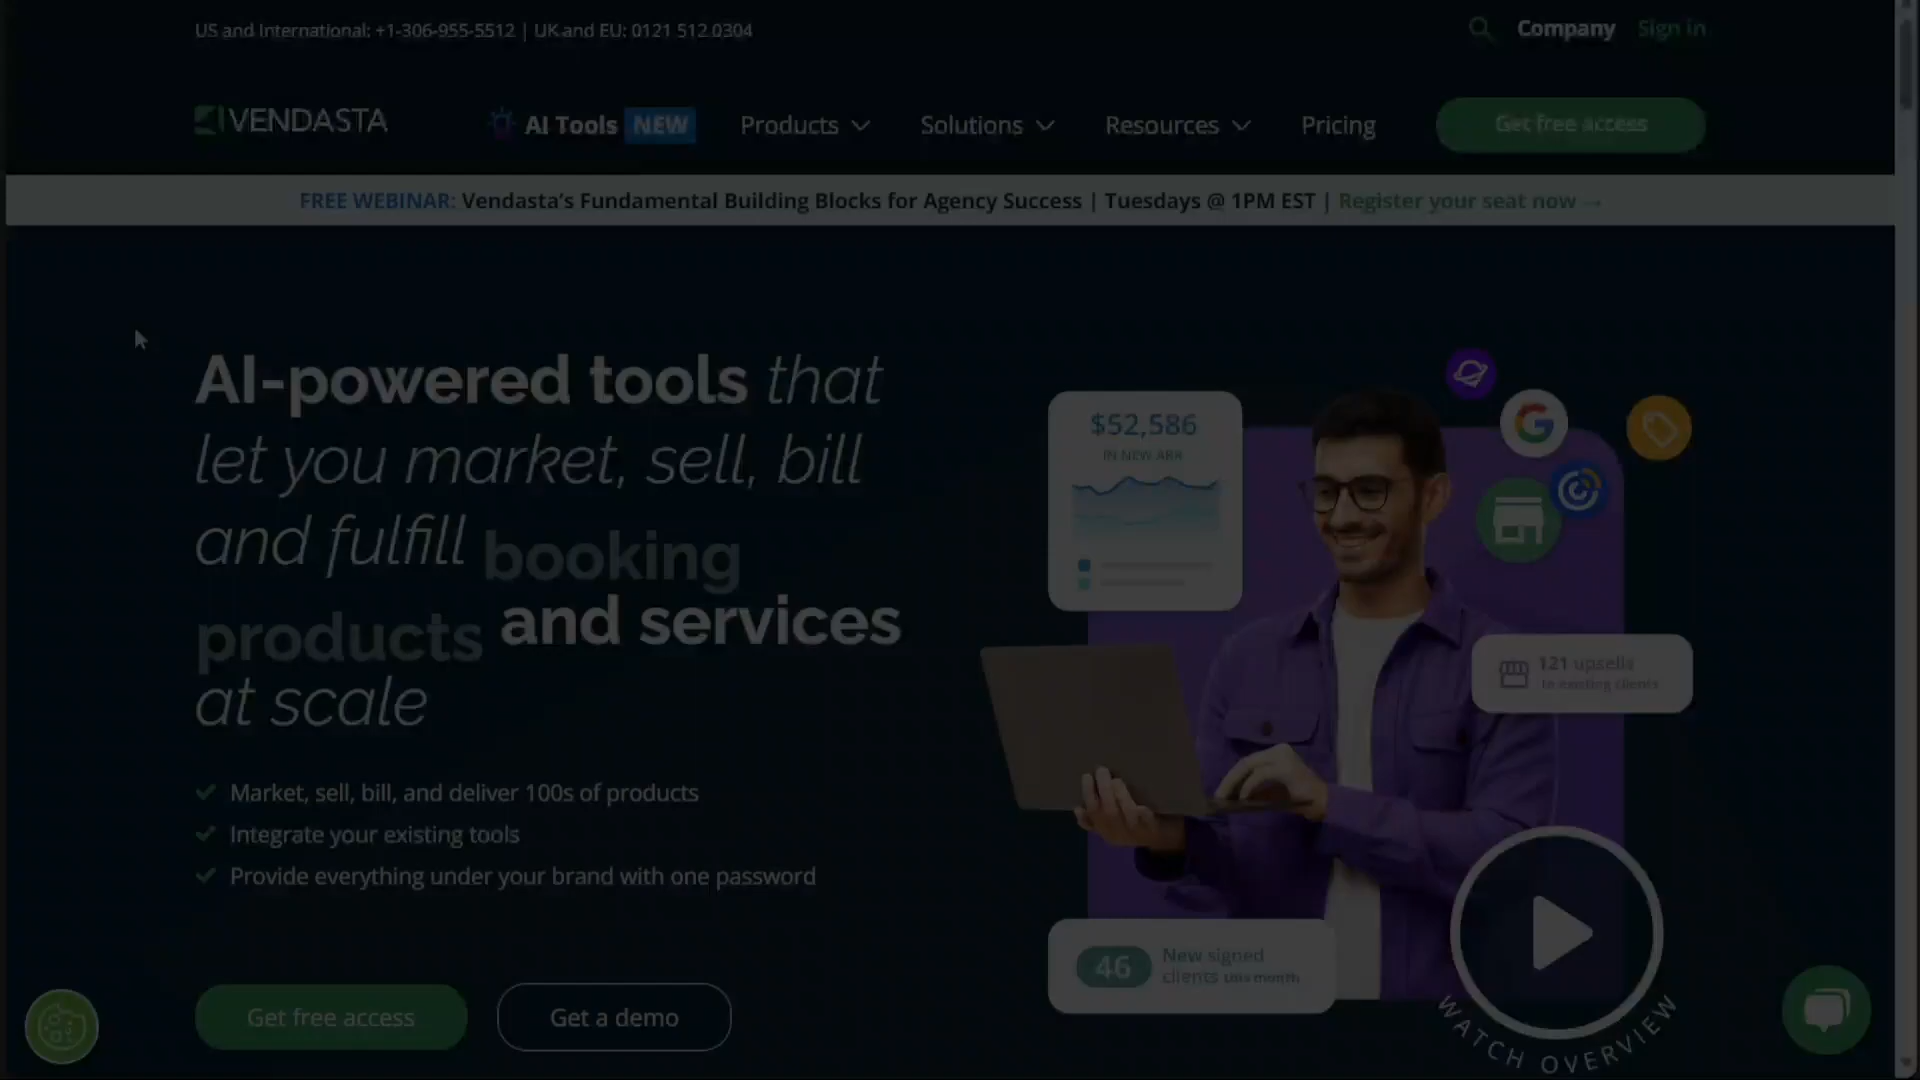 US and International: +1-306-955-5512 | UK and EU: 0121 512 0304
Company
Sign in
VENDASTA
AI Tools NEW
Products
Solutions
Resources
Pricing
Get free access
FREE WEBINAR: Vendasta's Fundamental Building Blocks for Agency Success | Tuesdays @ 1PM EST | Register your seat now →
AI-powered tools that
let you market, sell, bill
and fulfill booking
products and services
at scale
Market, sell, bill, and deliver 100s of products
Integrate your existing tools
Provide everything under your brand with one password
Get free access
Get a demo
$52,586
IN NEW ARR
121 upsells
to existing clients
46
New signed
clients this month
WATCH OVERVIEW